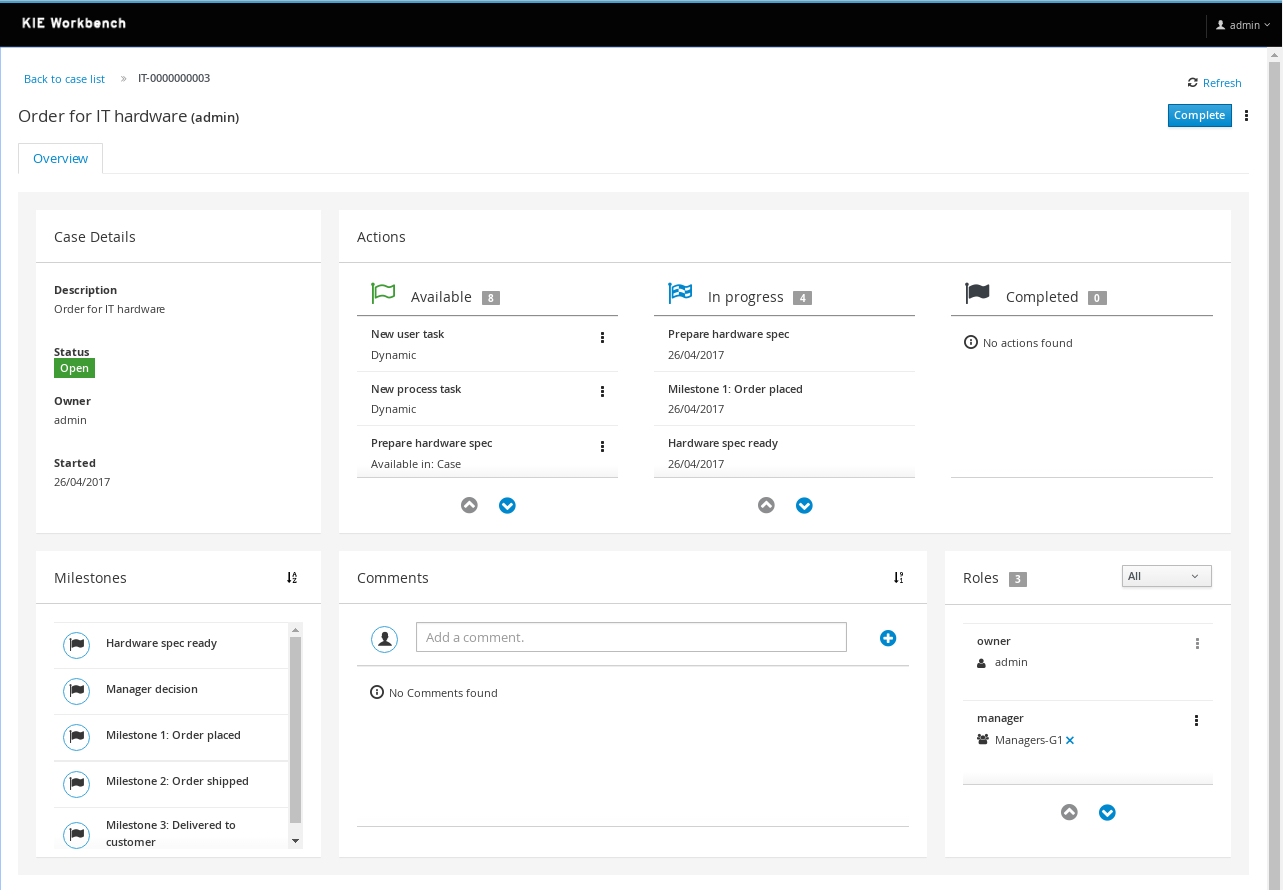 KIE Workbench
admin
Back to case list » IT-0000000003
Refresh
Order for IT hardware (admin)
Complete
Overview
Case Details
Description
Order for IT hardware
Status
Open
Owner
admin
Started
26/04/2017
Actions
Available 8
New user task
Dynamic
New process task
Dynamic
Prepare hardware spec
Available in: Case
In progress 4
Prepare hardware spec
26/04/2017
Milestone 1: Order placed
26/04/2017
Hardware spec ready
26/04/2017
Completed 0
No actions found
Milestones
Hardware spec ready
Manager decision
Milestone 1: Order placed
Milestone 2: Order shipped
Milestone 3: Delivered to
customer
Comments
Add a comment.
No Comments found
Roles 3
All
owner
admin
manager
Managers-G1